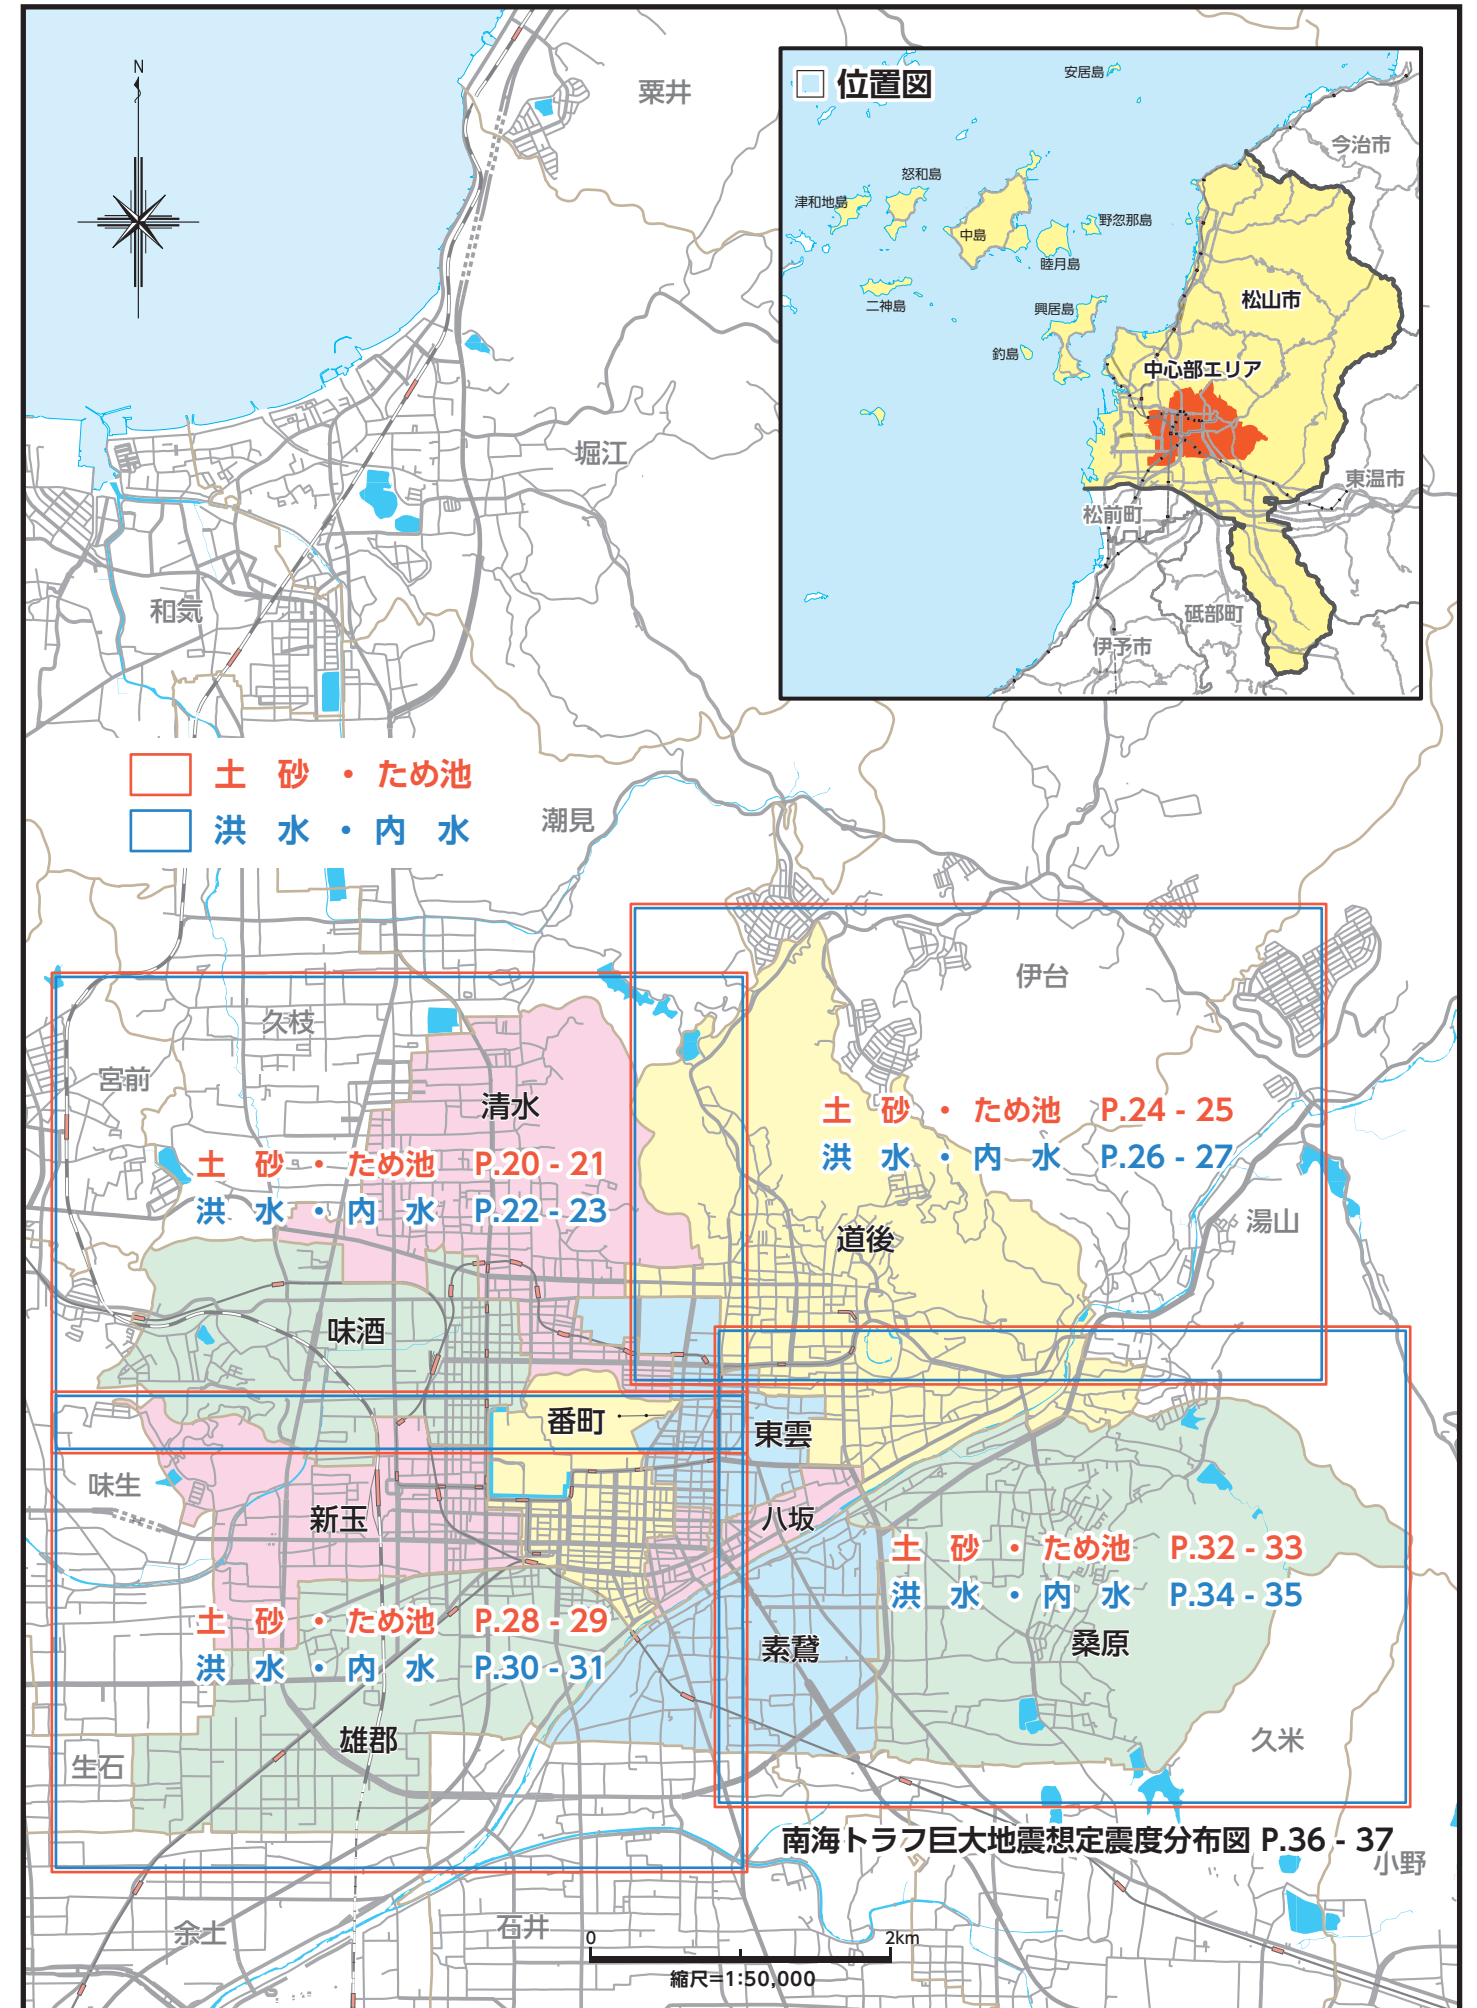 N
粟井
位置図
安居島
今治市
怒和島
津和地島
野忽那島
中島
睦月島
二神島
興居島
松山市
釣島
中心部エリア
東温市
松前町
砥部町
伊予市
堀江
和気
土 砂 ・ ため池
洪 水 ・ 内 水
潮見
伊台
久枝
宮前
清水
土 砂 ・ ため池 P.24 - 25
洪 水 ・ 内 水 P.26 - 27
土 砂 ・ ため池 P.20 - 21
洪 水 ・ 内 水 P.22 - 23
湯山
道後
味酒
番町
東雲
味生
新玉
八坂
土 砂 ・ ため池 P.32 - 33
洪 水 ・ 内 水 P.34 - 35
土 砂 ・ ため池 P.28 - 29
洪 水 ・ 内 水 P.30 - 31
素鵞
桑原
雄郡
生石
久米
南海トラフ巨大地震想定震度分布図 P.36 - 37
小野
余土
石井
0 2km
縮尺=1:50,000